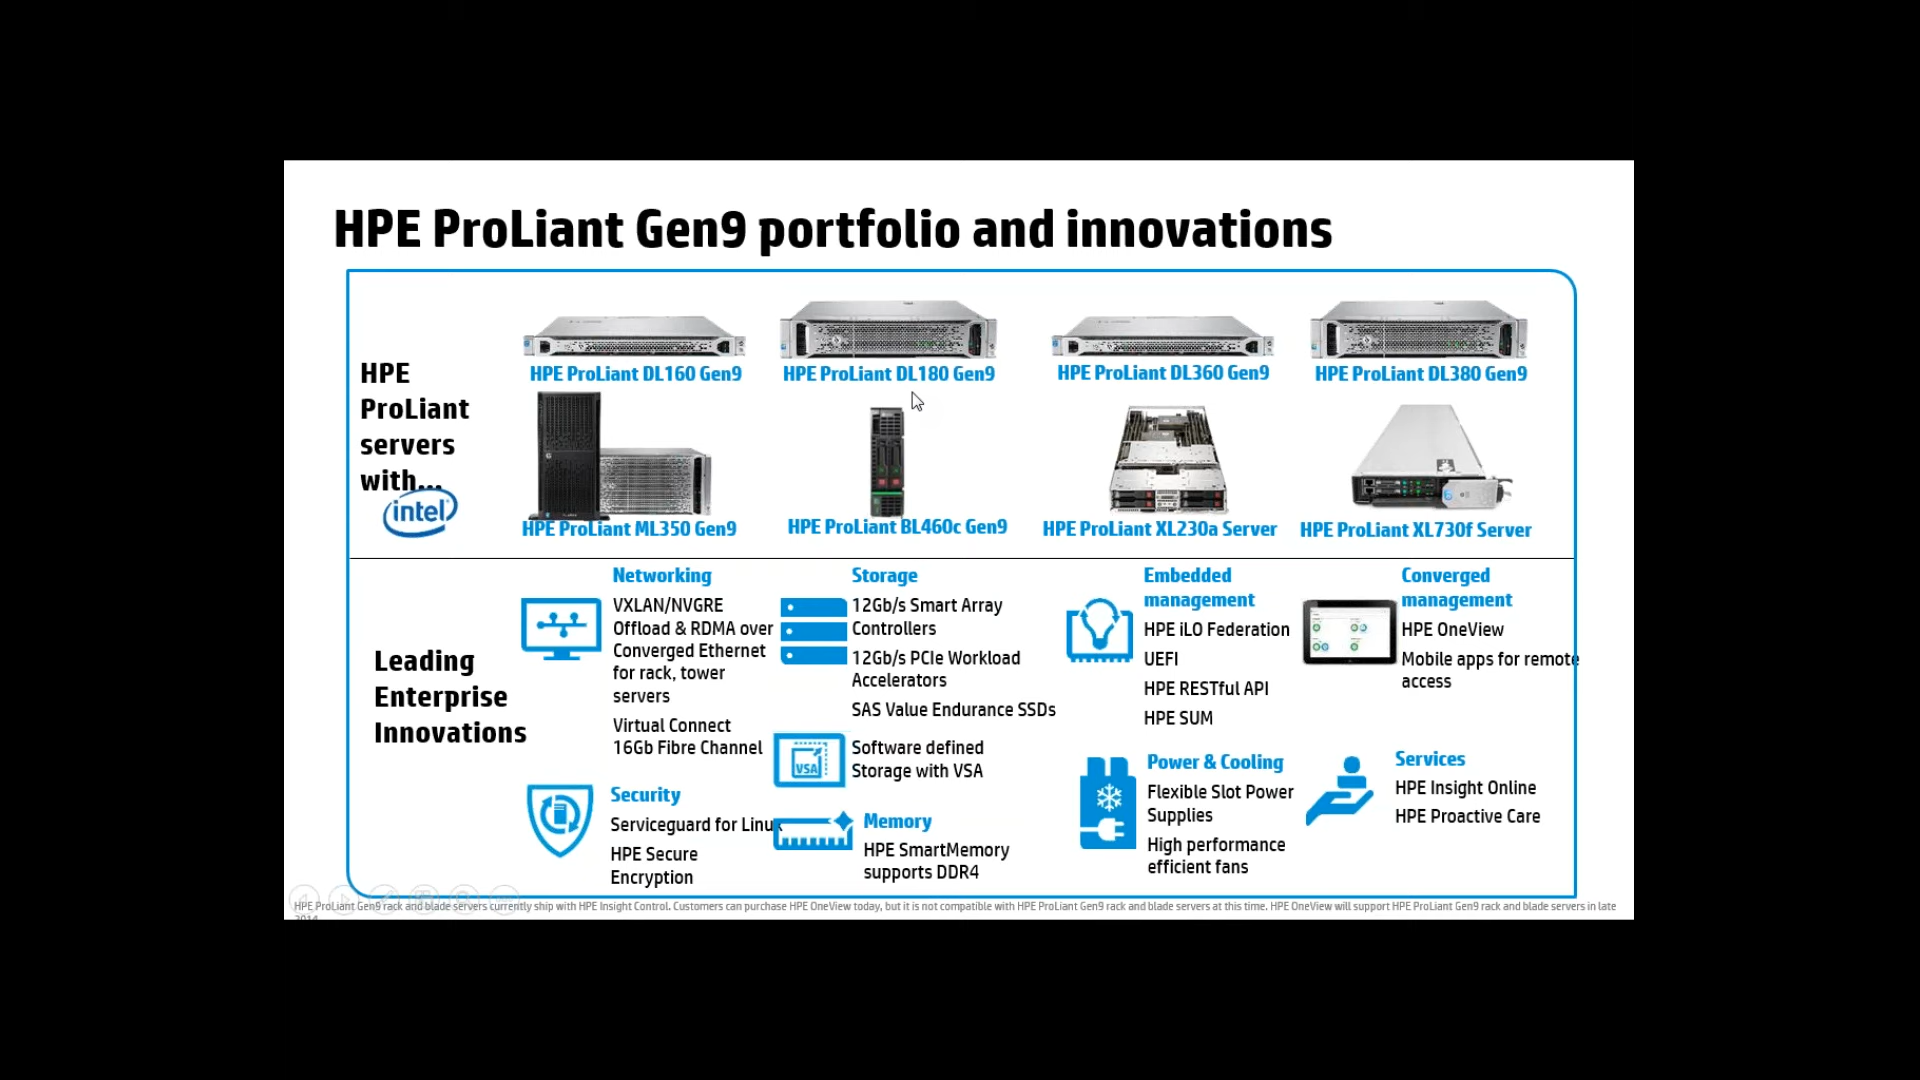 HPE ProLiant Gen9 portfolio and innovations
HPE
ProLiant
servers
with...
intel
HPE ProLiant DL160 Gen9
HPE ProLiant DL180 Gen9
HPE ProLiant DL360 Gen9
HPE ProLiant DL380 Gen9
HPE ProLiant ML350 Gen9
HPE ProLiant BL460c Gen9
HPE ProLiant XL230a Server
HPE ProLiant XL730f Server
Leading
Enterprise
Innovations
Networking
VXLAN/NVGRE
Offload & RDMA over
Converged Ethernet
for rack, tower
servers
Virtual Connect
16Gb Fibre Channel
Security
Serviceguard for Linux
HPE Secure
Encryption
Storage
12Gb/s Smart Array
Controllers
12Gb/s PCIe Workload
Accelerators
SAS Value Endurance SSDs
VSA
Software defined
Storage with VSA
Memory
HPE SmartMemory
supports DDR4
Embedded
management
HPE iLO Federation
UEFI
HPE RESTful API
HPE SUM
Power & Cooling
Flexible Slot Power
Supplies
High performance
efficient fans
Converged
management
HPE OneView
Mobile apps for remote
access
Services
HPE Insight Online
HPE Proactive Care
HPE ProLiant Gen9 rack and blade servers currently ship with HPE Insight Control. Customers can purchase HPE OneView today, but it is not compatible with HPE ProLiant Gen9 rack and blade servers at this time. HPE OneView will support HPE ProLiant Gen9 rack and blade servers in late
2014